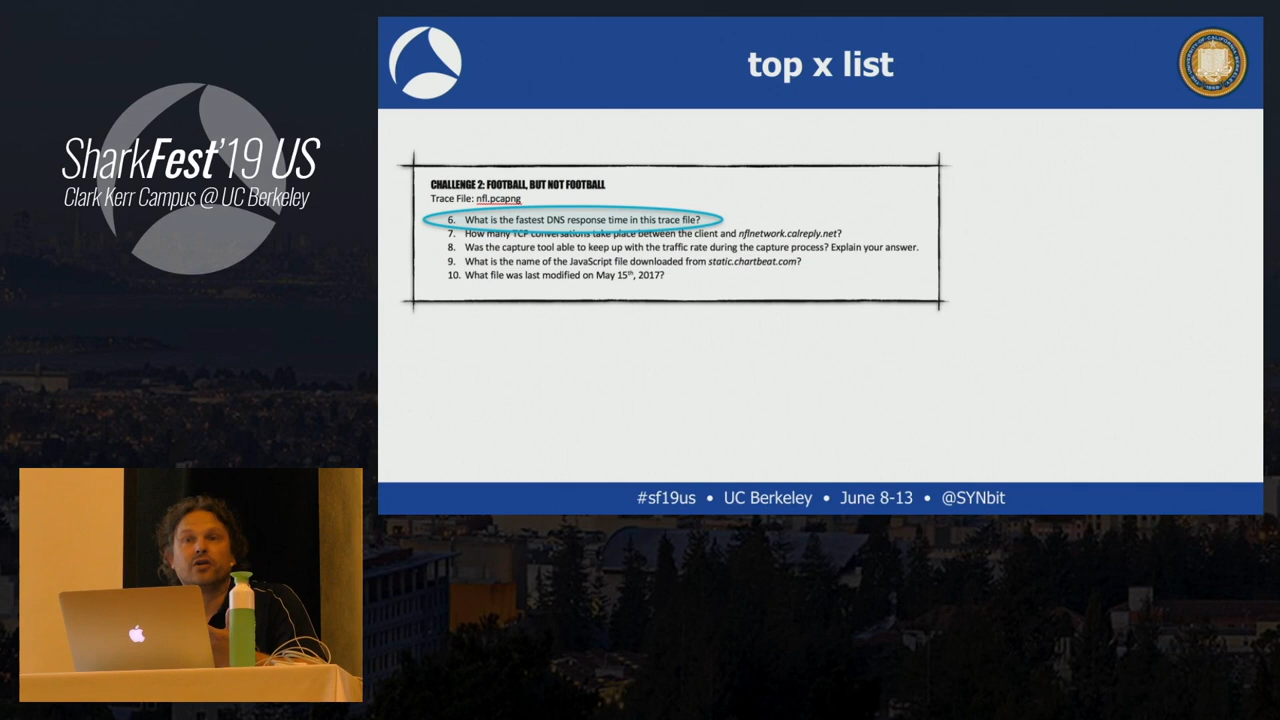 SharkFest'19 US
Clark Kerr Campus @ UC Berkeley
top x list
CHALLENGE 2: FOOTBALL, BUT NOT FOOTBALL
Trace File: nfl.pcapng
6. What is the fastest DNS response time in this trace file?
7. How many TCP conversations take place between the client and nflnetwork.calreply.net?
8. Was the capture tool able to keep up with the traffic rate during the capture process? Explain your answer.
9. What is the name of the JavaScript file downloaded from static.chartbeat.com?
10. What file was last modified on May 15th, 2017?
#sf19us • UC Berkeley • June 8-13 • @SYNbit